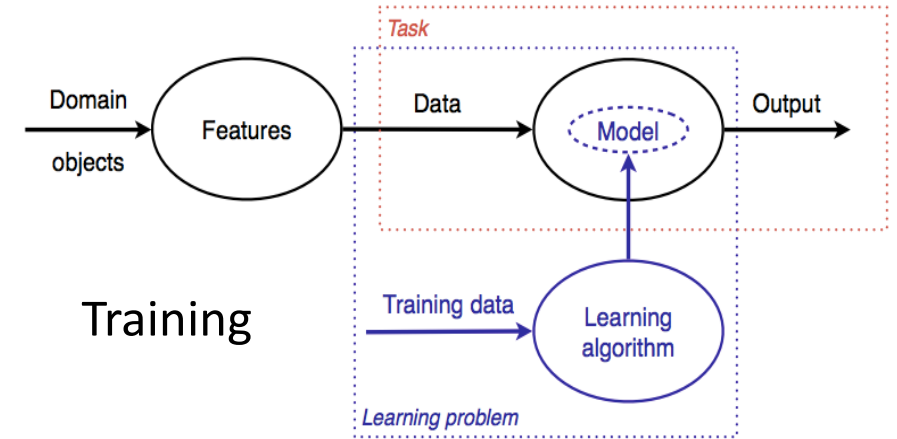 Task
Domain
objects
Features
Data
Model
Output
Training
Training data
Learning
algorithm
Learning problem